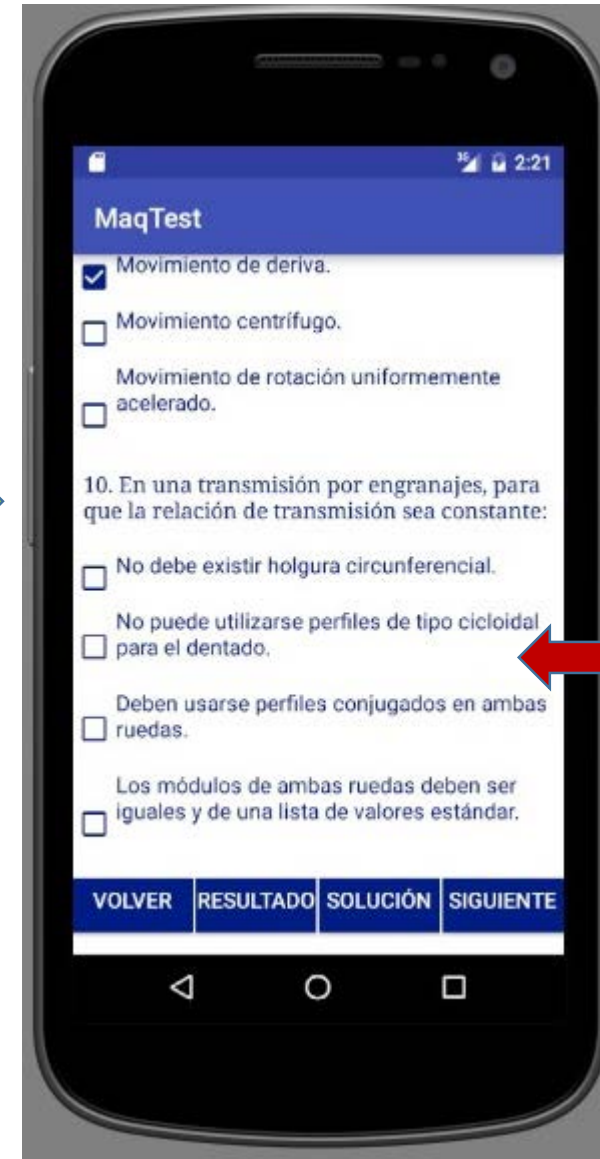 3G 2:21
MaqTest
Movimiento de deriva.
Movimiento centrífugo.
Movimiento de rotación uniformemente
acelerado.
10. En una transmisión por engranajes, para
que la relación de transmisión sea constante:
No debe existir holgura circunferencial.
No puede utilizarse perfiles de tipo cicloidal
para el dentado.
Deben usarse perfiles conjugados en ambas
ruedas.
Los módulos de ambas ruedas deben ser
iguales y de una lista de valores estándar.
VOLVER RESULTADO SOLUCIÓN SIGUIENTE